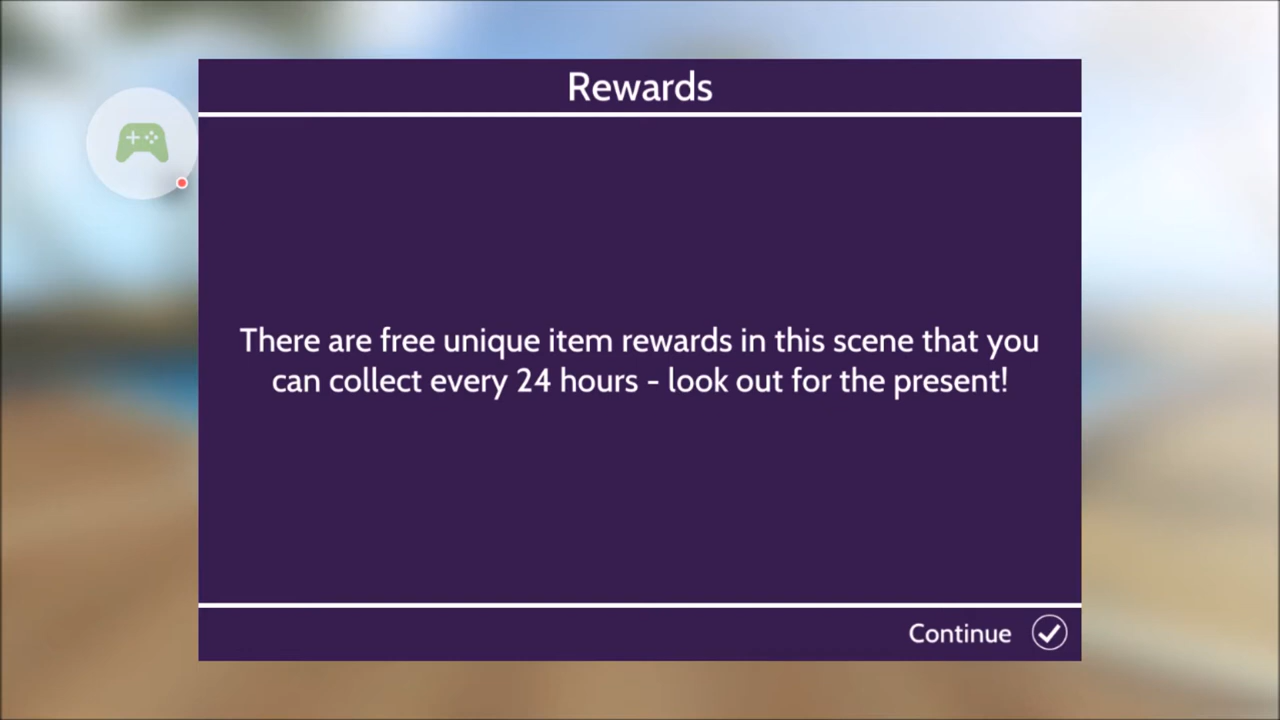 Rewards
There are free unique item rewards in this scene that you
can collect every 24 hours - look out for the present!
Continue